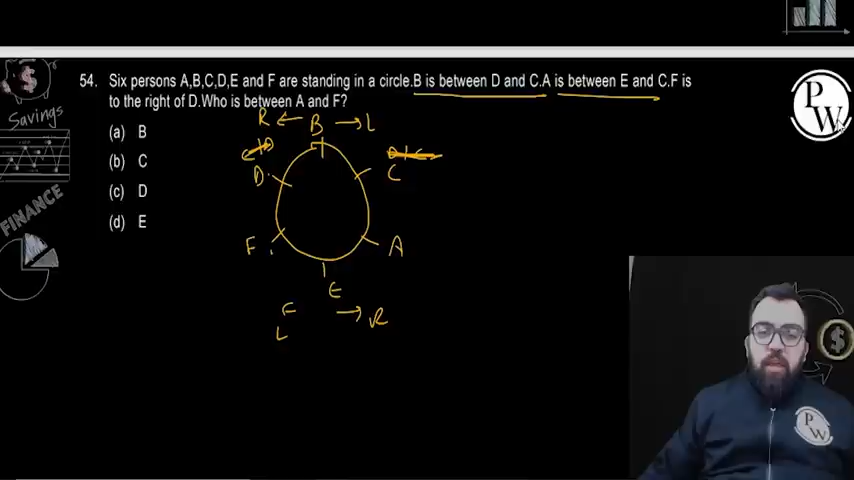 54. Six persons A,B,C,D,E and F are standing in a circle.B is between D and C.A is between E and C.F is
to the right of D.Who is between A and F?
(a) B
(b) C
(c) D
(d) E
Savings
FINANCE
R ← B → L
D
C
F
A
E
→ R
L
P
W
P
W